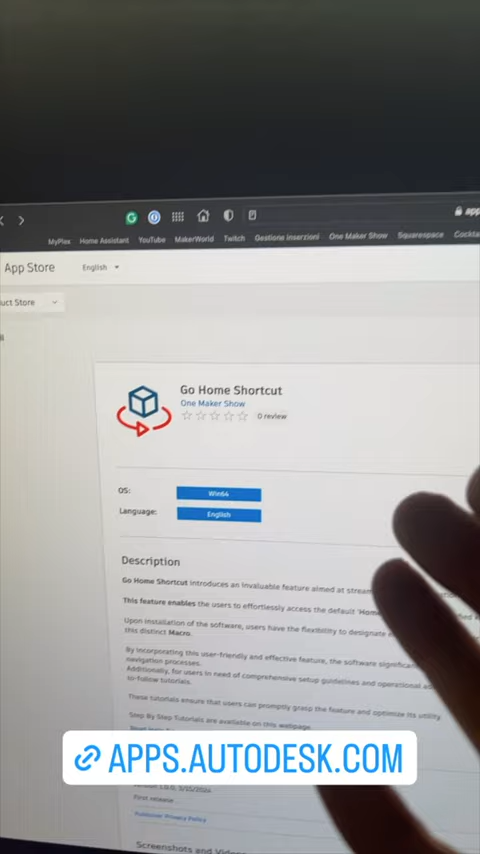 app
MyPlex Home Assistant YouTube MakerWorld Twitch Gestione inserzioni One Maker Show Squarespace
App Store English
uct Store
Go Home Shortcut
One Maker Show
0 review
OS: Win64
Language: English
Description
Go Home Shortcut introduces an invaluable feature aimed at
This feature enables the users to effortlessly access the default
Upon installation of the software, users have the flexibility to designate
this distinct Macro.
By incorporating this user-friendly and effective feature, the software
navigation processes.
Additionally, for users in need of comprehensive setup guidelines and operational
to-follow tutorials.
These tutorials ensure that users can promptly grasp the feature and optimize its utility
Step By Step Tutorials are available on this webpage
APPS.AUTODESK.COM
First release
Publisher Privacy Policy
Screenshots and